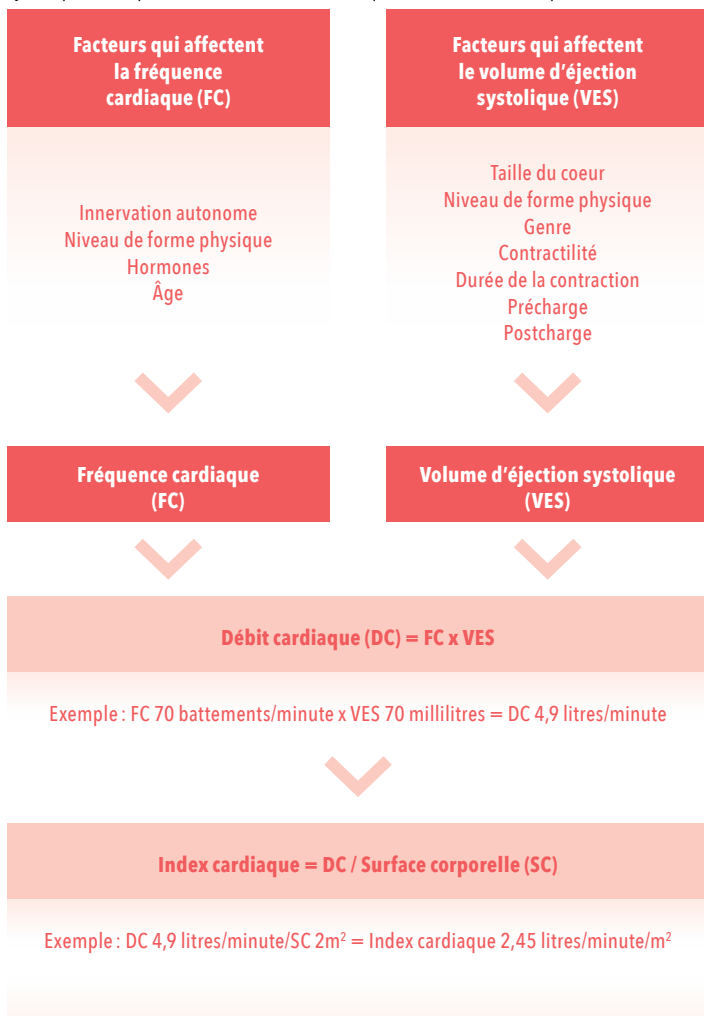 Facteurs qui affectent
la fréquence
cardiaque (FC)
Innervation autonome
Niveau de forme physique
Hormones
Âge
Facteurs qui affectent
le volume d'éjection
systolique (VES)
Taille du coeur
Niveau de forme physique
Genre
Contractilité
Durée de la contraction
Précharge
Postcharge
Fréquence cardiaque
(FC)
Volume d'éjection systolique
(VES)
Débit cardiaque (DC) = FC x VES
Exemple : FC 70 battements/minute x VES 70 millilitres = DC 4,9 litres/minute
Index cardiaque = DC / Surface corporelle (SC)
Exemple : DC 4,9 litres/minute/SC 2m² = Index cardiaque 2,45 litres/minute/m²